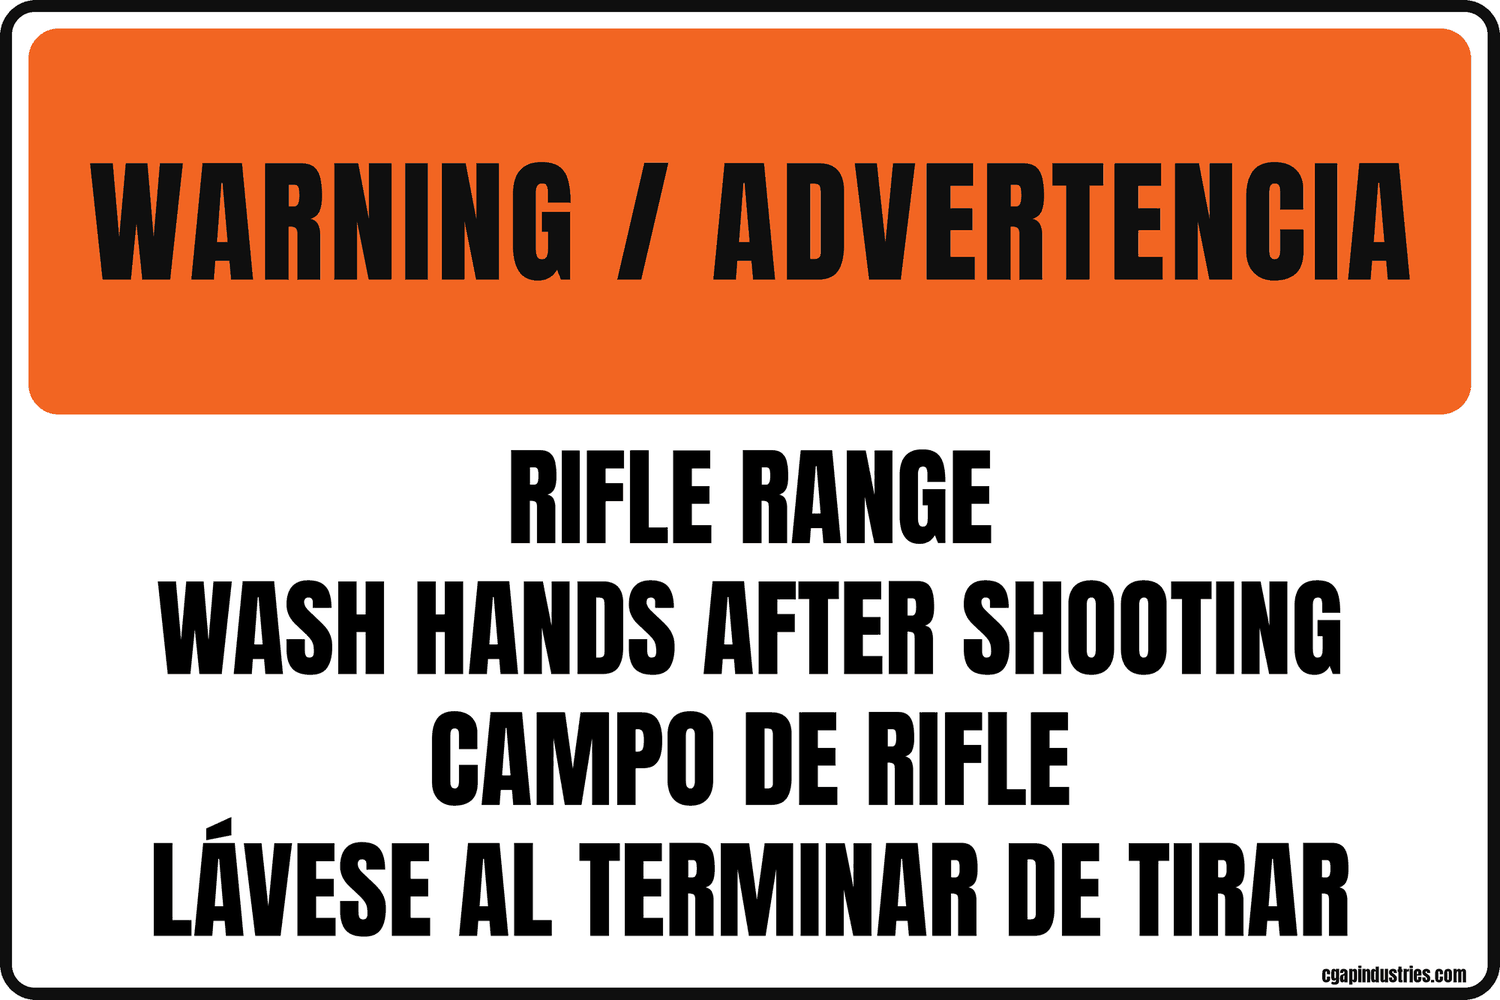 WARNING / ADVERTENCIA
RIFLE RANGE
WASH HANDS AFTER SHOOTING
CAMPO DE RIFLE
LÁVESE AL TERMINAR DE TIRAR
cgapindustries.com